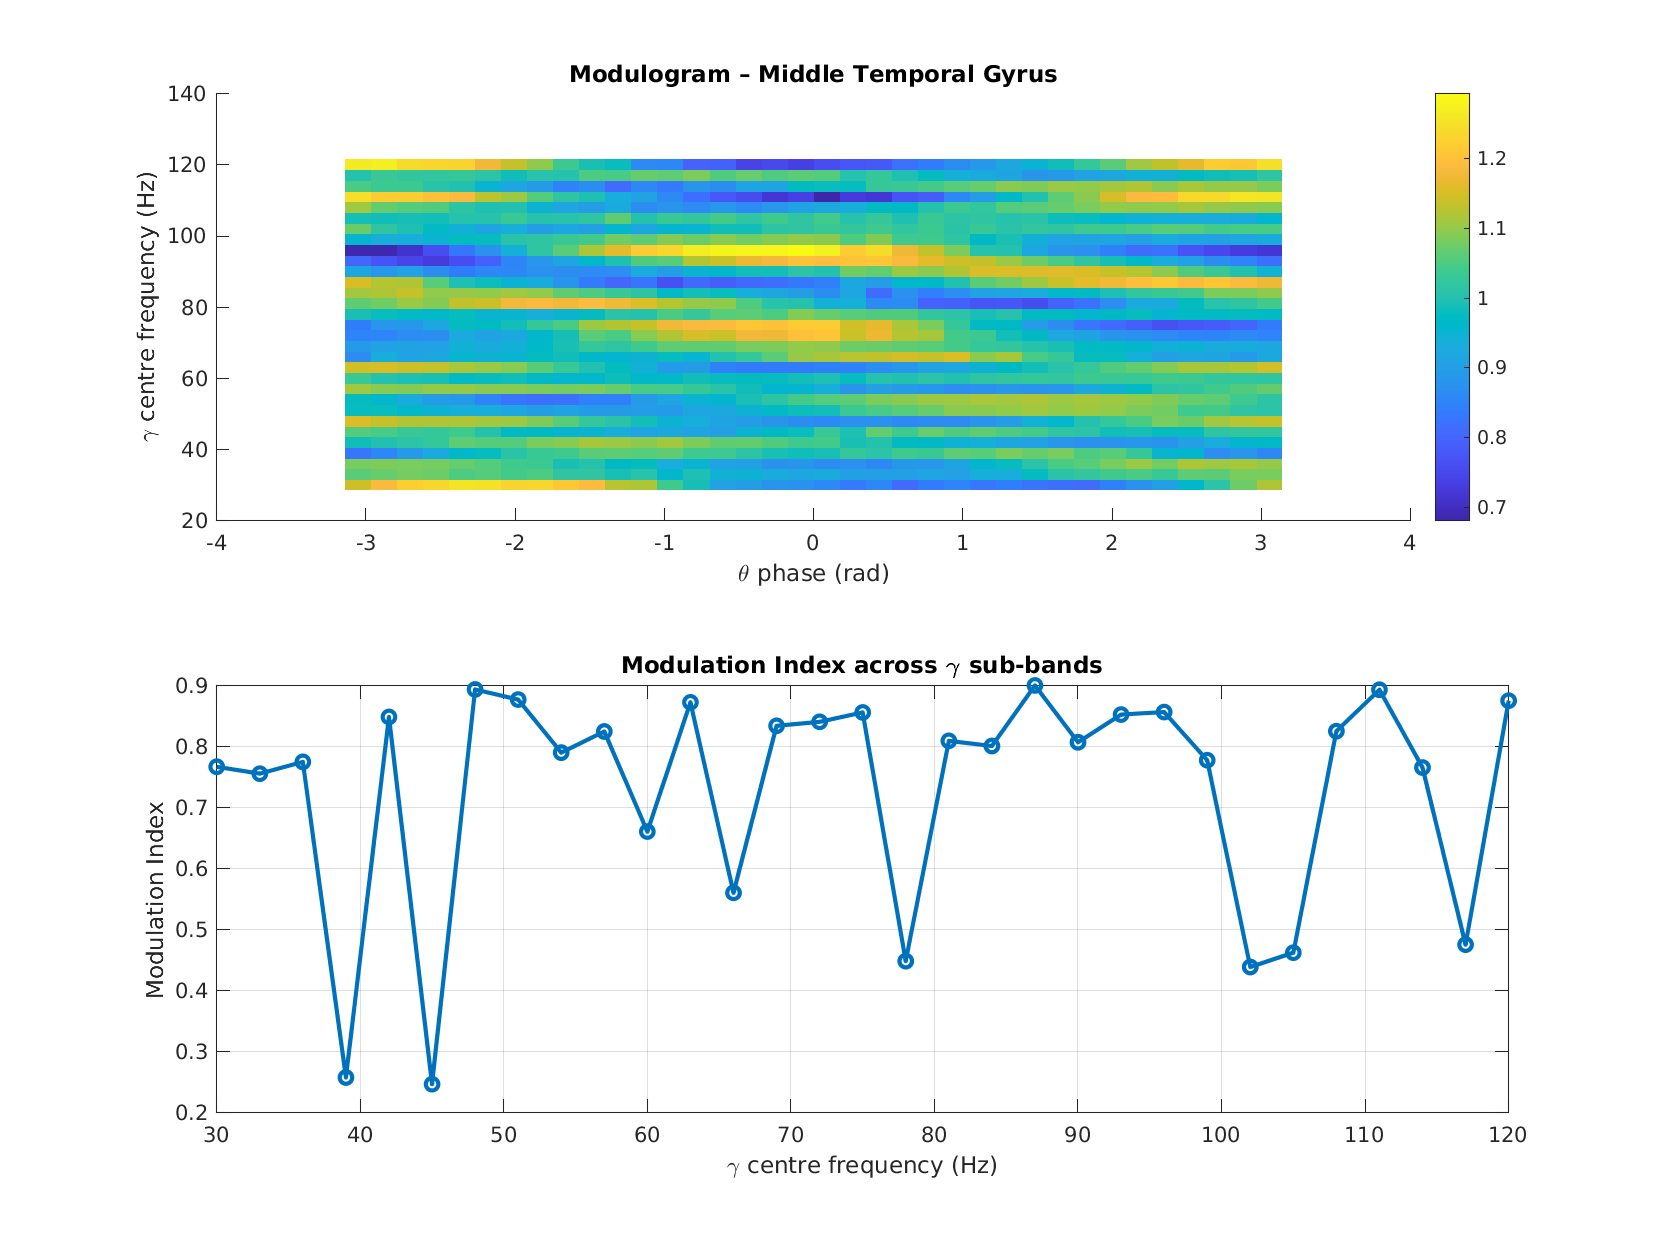 Modulogram – Middle Temporal Gyrus
140
120
100
80
60
40
20
γ centre frequency (Hz)
-4 -3 -2 -1 0 1 2 3 4
θ phase (rad)
1.2
1.1
1
0.9
0.8
0.7
Modulation Index across γ sub-bands
0.9
0.8
0.7
0.6
0.5
0.4
0.3
0.2
Modulation Index
30 40 50 60 70 80 90 100 110 120
γ centre frequency (Hz)